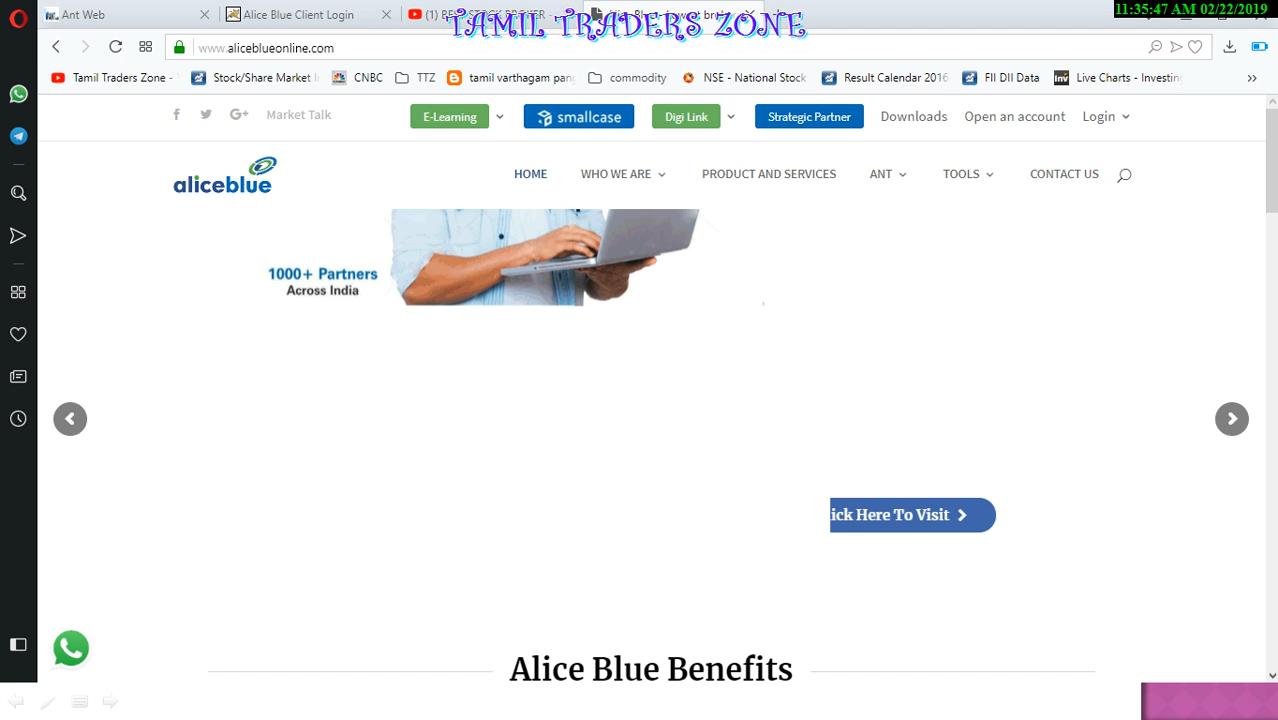 11:35:47 AM 02/22/2019
TAMIL TRADERS ZONE
Ant Web
Alice Blue Client Login
www.aliceblueonline.com
Tamil Traders Zone -
Stock/Share Market
CNBC
TTZ
tamil varthagam
commodity
NSE - National Stock
Result Calendar 2016
FII DII Data
Live Charts -
Market Talk
E-Learning
smallcase
Digi Link
Strategic Partner
Downloads
Open an account
Login
aliceblue
HOME
WHO WE ARE
PRODUCT AND SERVICES
ANT
TOOLS
CONTACT US
1000+ Partners
Across India
Here To Visit
Alice Blue Benefits